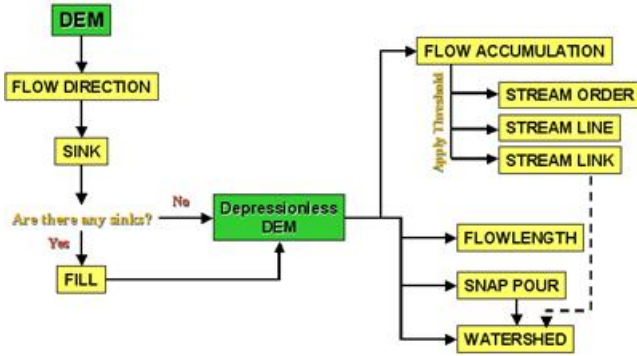 DEM
FLOW DIRECTION
SINK
Are there any sinks?
No
Yes
FILL
Depressionless
DEM
FLOW ACCUMULATION
Apply Threshold
STREAM ORDER
STREAM LINE
STREAM LINK
FLOWLENGTH
SNAP POUR
WATERSHED